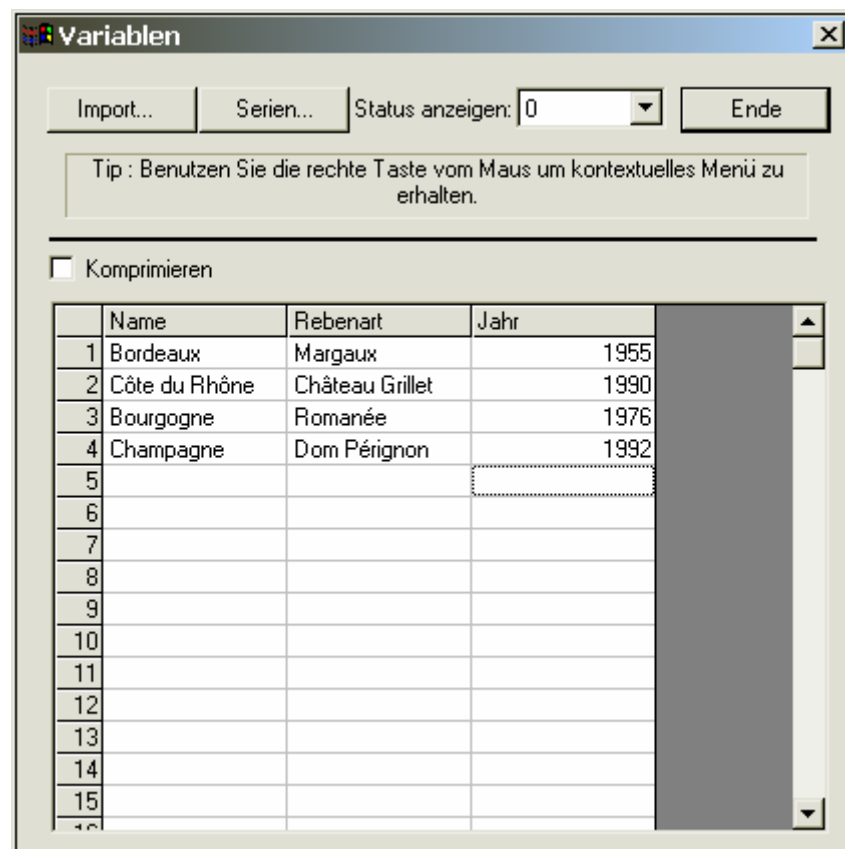 Variablen
Import... Serien... Status anzeigen: 0 Ende
Tip : Benutzen Sie die rechte Taste vom Maus um kontextuelles Menü zu
erhalten.
Komprimieren
Name Rebenart Jahr
1 Bordeaux Margaux 1955
2 Côte du Rhône Château Grillet 1990
3 Bourgogne Romanée 1976
4 Champagne Dom Pérignon 1992
5
6
7
8
9
10
11
12
13
14
15